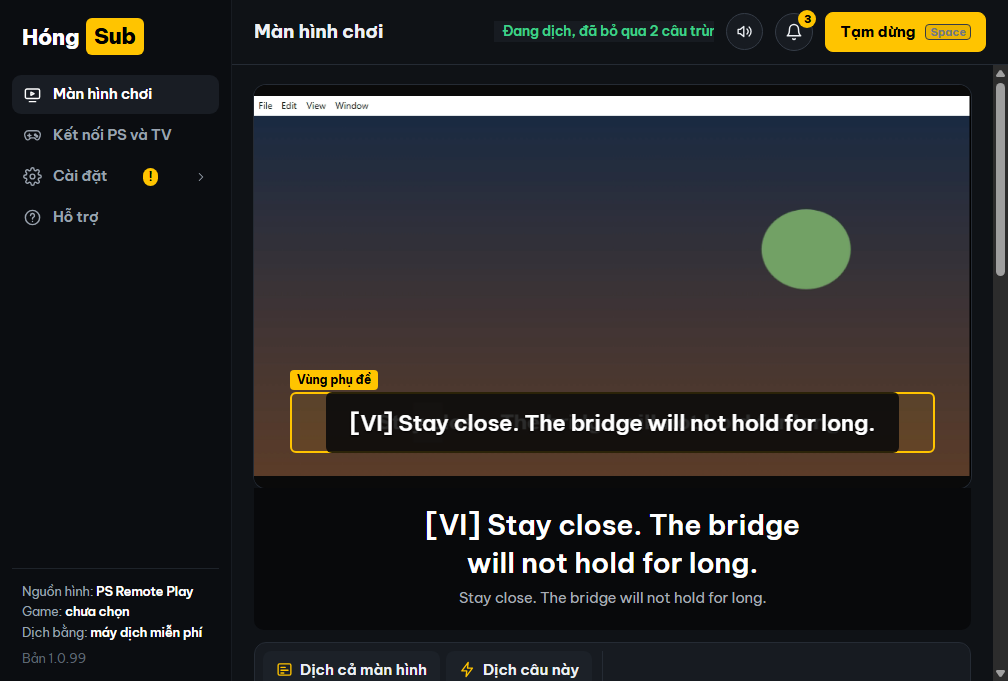 Hóng Sub
Màn hình chơi
Kết nối PS và TV
Cài đặt
!
Hỗ trợ
Nguồn hình: PS Remote Play
Game: chưa chọn
Dịch bằng: máy dịch miễn phí
Bản 1.0.99
Màn hình chơi
Đang dịch, đã bỏ qua 2 câu trùr
3
Tạm dừng Space
File Edit View Window
Vùng phụ đề
[VI] Stay close. The bridge will not hold for long.
[VI] Stay close. The bridge
will not hold for long.
Stay close. The bridge will not hold for long.
Dịch cả màn hình
Dịch câu này